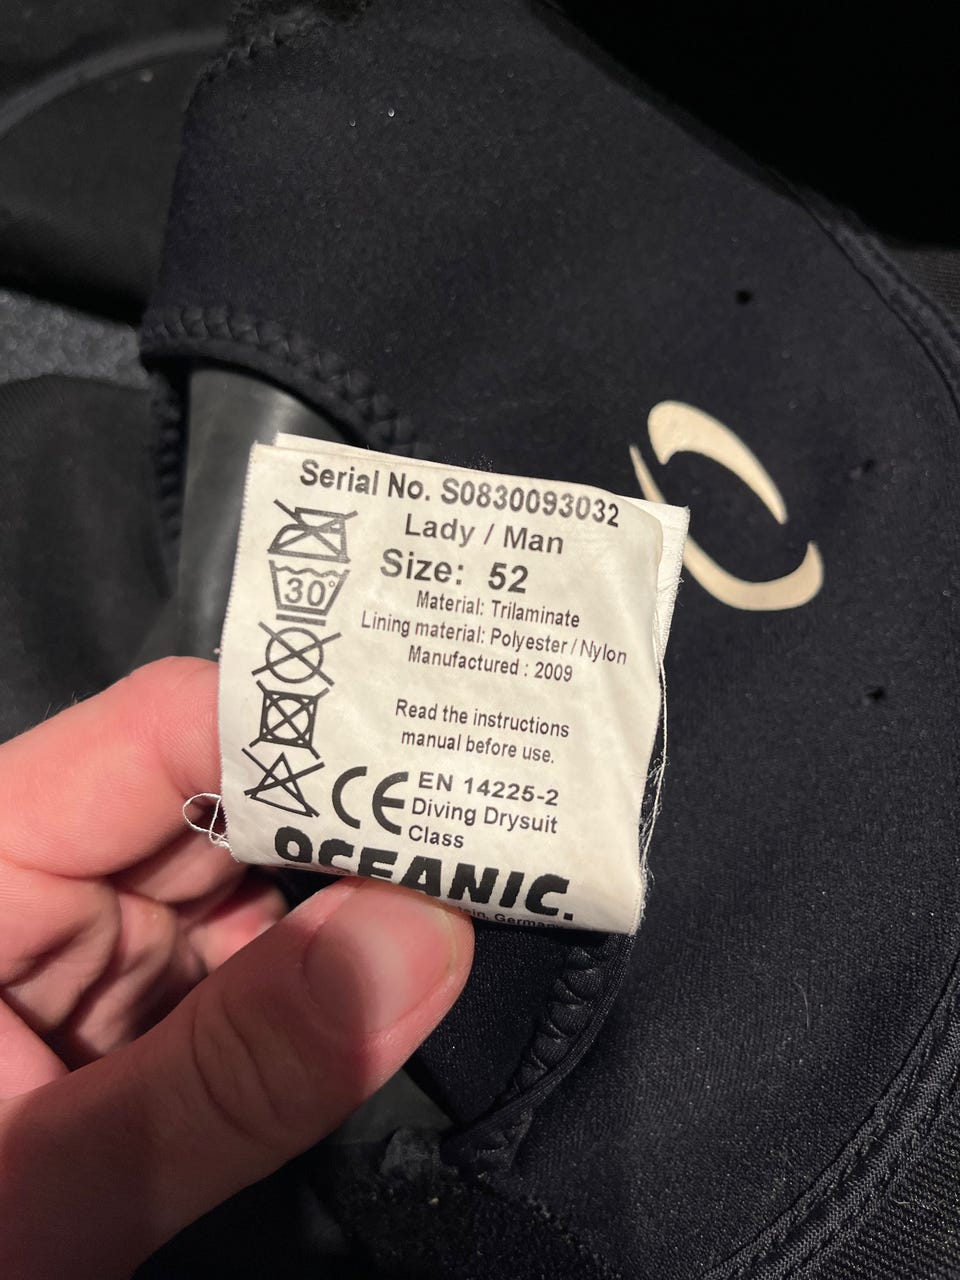 Serial No. S0830093032
Lady / Man
Size: 52
Material: Trilaminate
Lining material: Polyester / Nylon
Manufactured : 2009
30°
Read the instructions
manual before use.
CE EN 14225-2
Diving Drysuit
Class
OCEANIC.